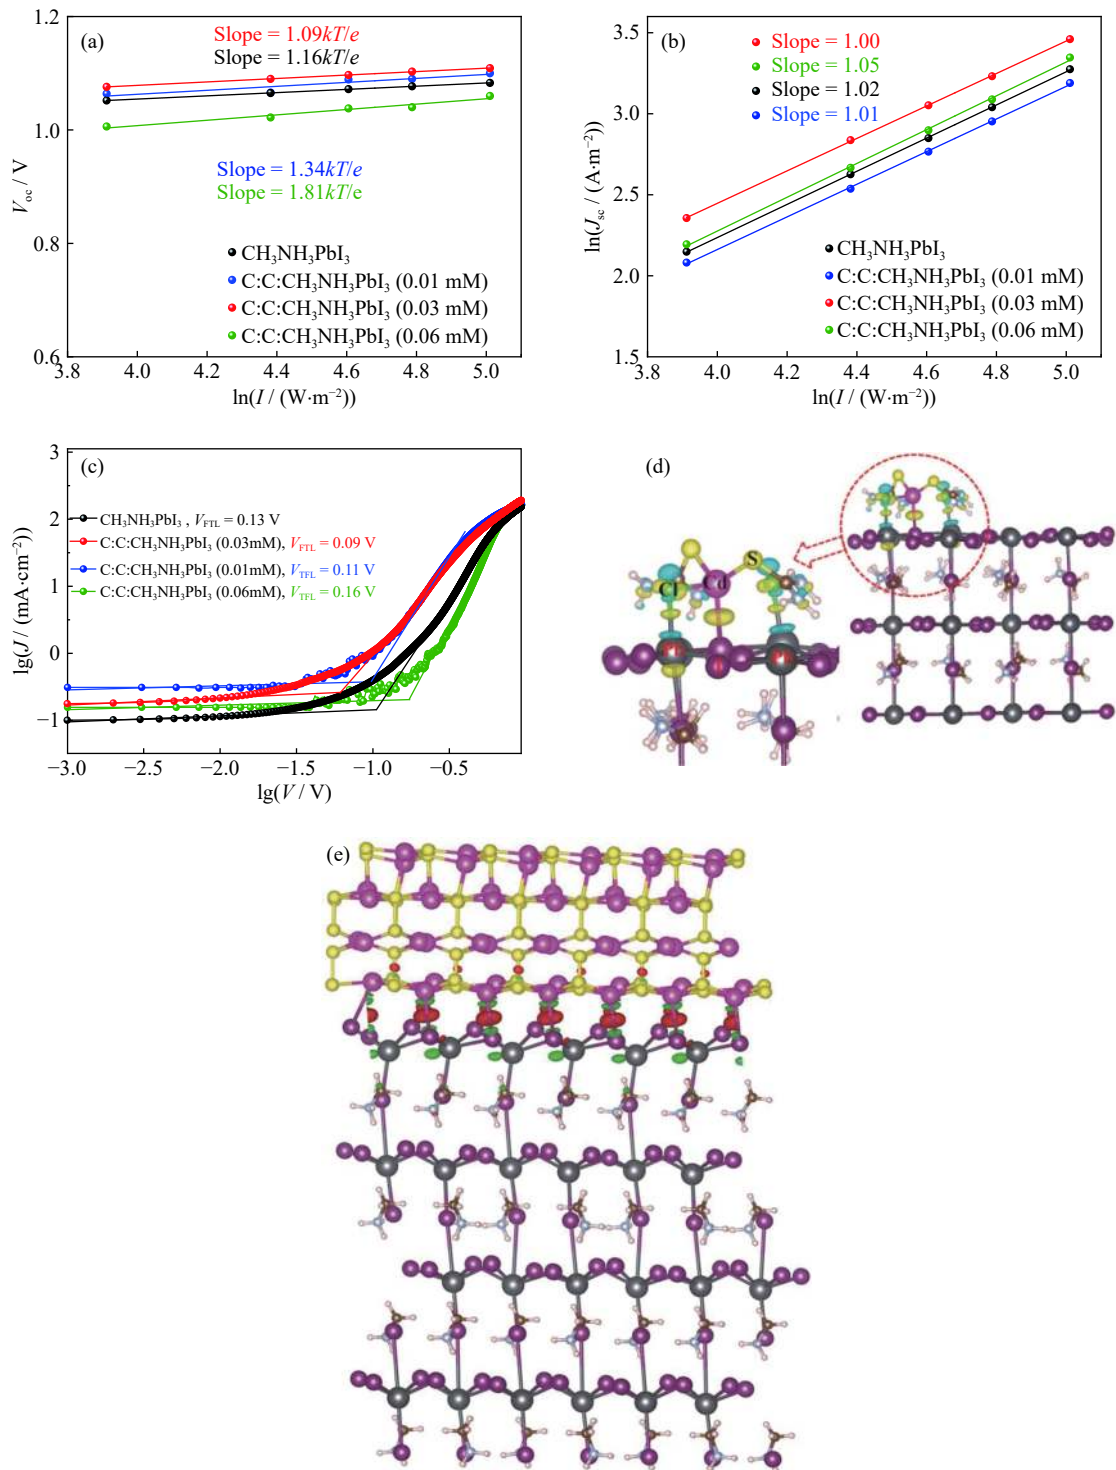 (a)
Slope = 1.09kT/e
Slope = 1.16kT/e
Slope = 1.34kT/e
Slope = 1.81kT/e
CH₃NH₃PbI₃
C:C:CH₃NH₃PbI₃ (0.01 mM)
C:C:CH₃NH₃PbI₃ (0.03 mM)
C:C:CH₃NH₃PbI₃ (0.06 mM)
1.2
1.0
0.8
0.6
V_oc / V
3.8 4.0 4.2 4.4 4.6 4.8 5.0
ln(I / (W·m⁻²))
(b)
Slope = 1.00
Slope = 1.05
Slope = 1.02
Slope = 1.01
CH₃NH₃PbI₃
C:C:CH₃NH₃PbI₃ (0.01 mM)
C:C:CH₃NH₃PbI₃ (0.03 mM)
C:C:CH₃NH₃PbI₃ (0.06 mM)
3.5
3.0
2.5
2.0
1.5
ln(J_sc / (A·m⁻²))
3.8 4.0 4.2 4.4 4.6 4.8 5.0
ln(I / (W·m⁻²))
(c)
CH₃NH₃PbI₃ , V_FTL = 0.13 V
C:C:CH₃NH₃PbI₃ (0.03mM), V_FTL = 0.09 V
C:C:CH₃NH₃PbI₃ (0.01mM), V_TFL = 0.11 V
C:C:CH₃NH₃PbI₃ (0.06mM), V_TFL = 0.16 V
3
2
1
0
−1
lg(J / (mA·cm⁻²))
−3.0 −2.5 −2.0 −1.5 −1.0 −0.5
lg(V / V)
(d)
S
Cl Cd
(e)